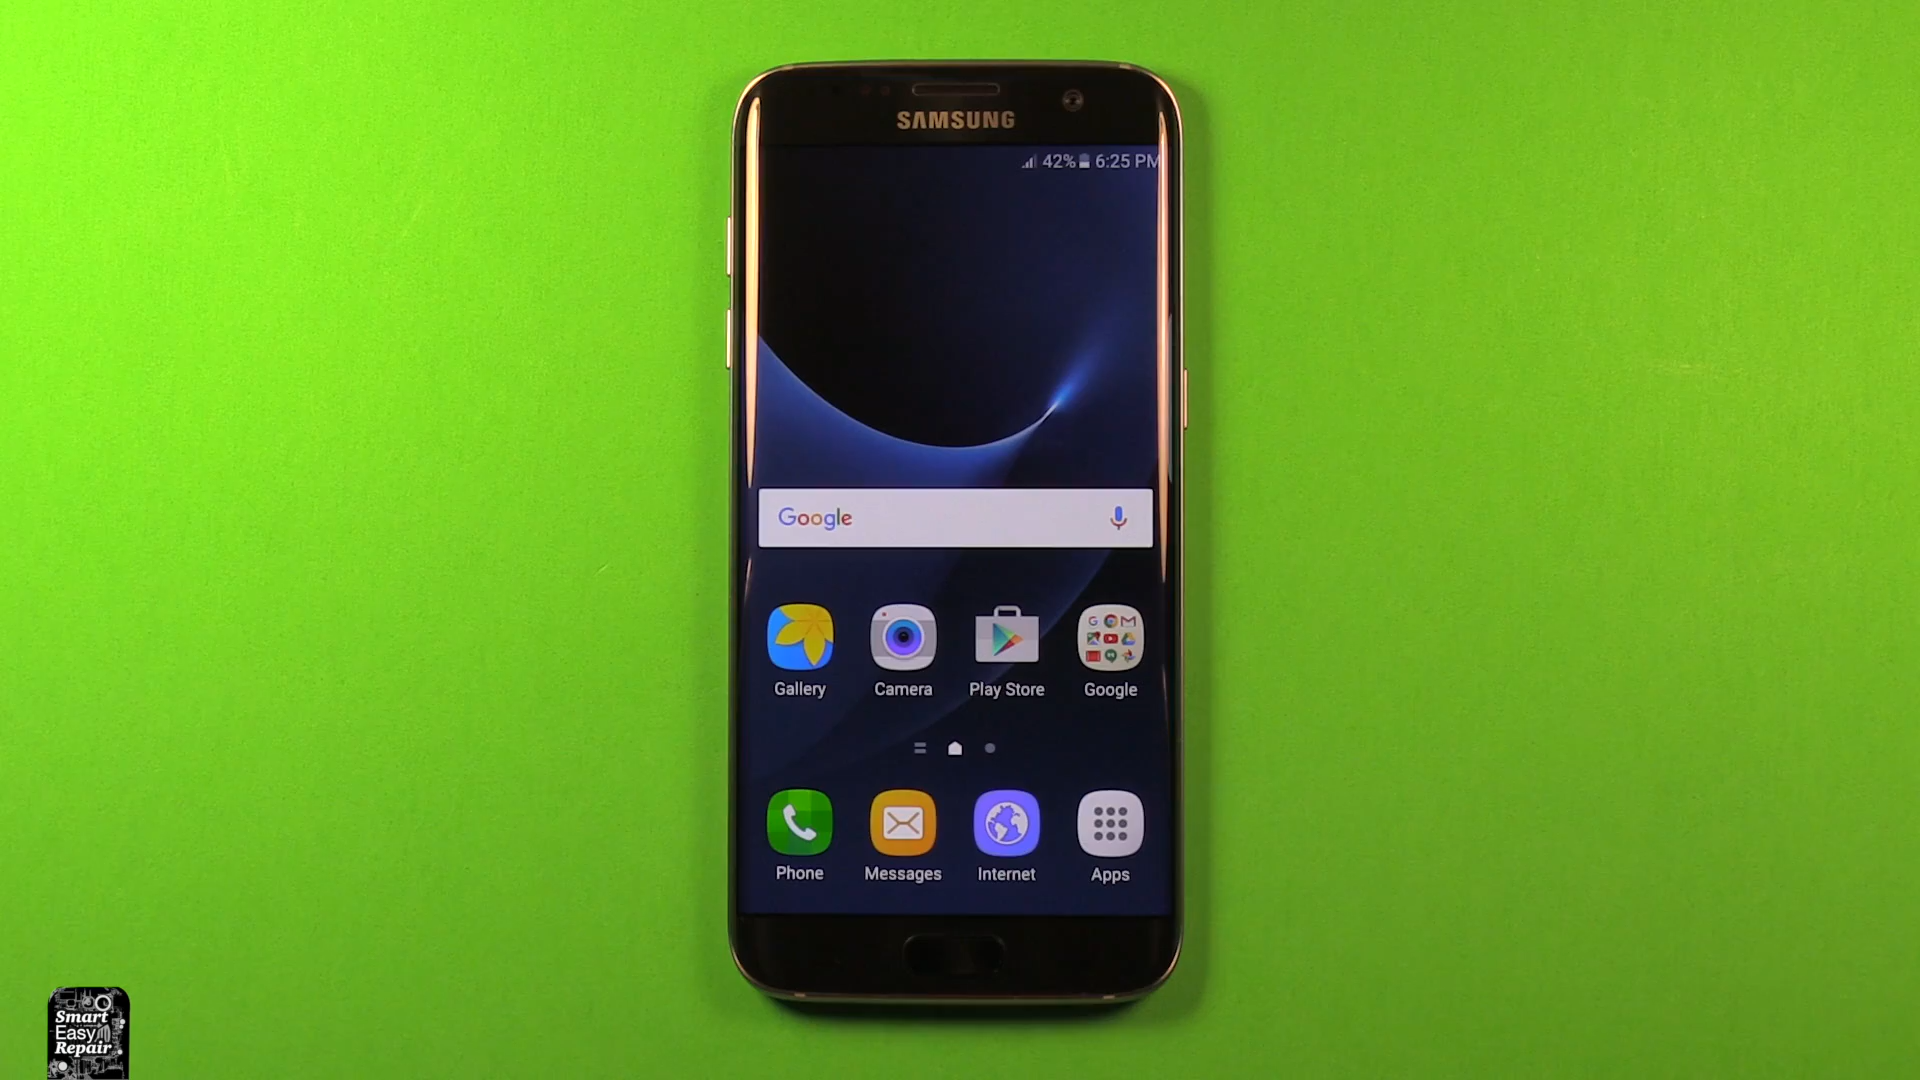 SAMSUNG
42% 6:25 PM
Google
Gallery Camera Play Store Google
Phone Messages Internet Apps
Smart
Easy
Repair